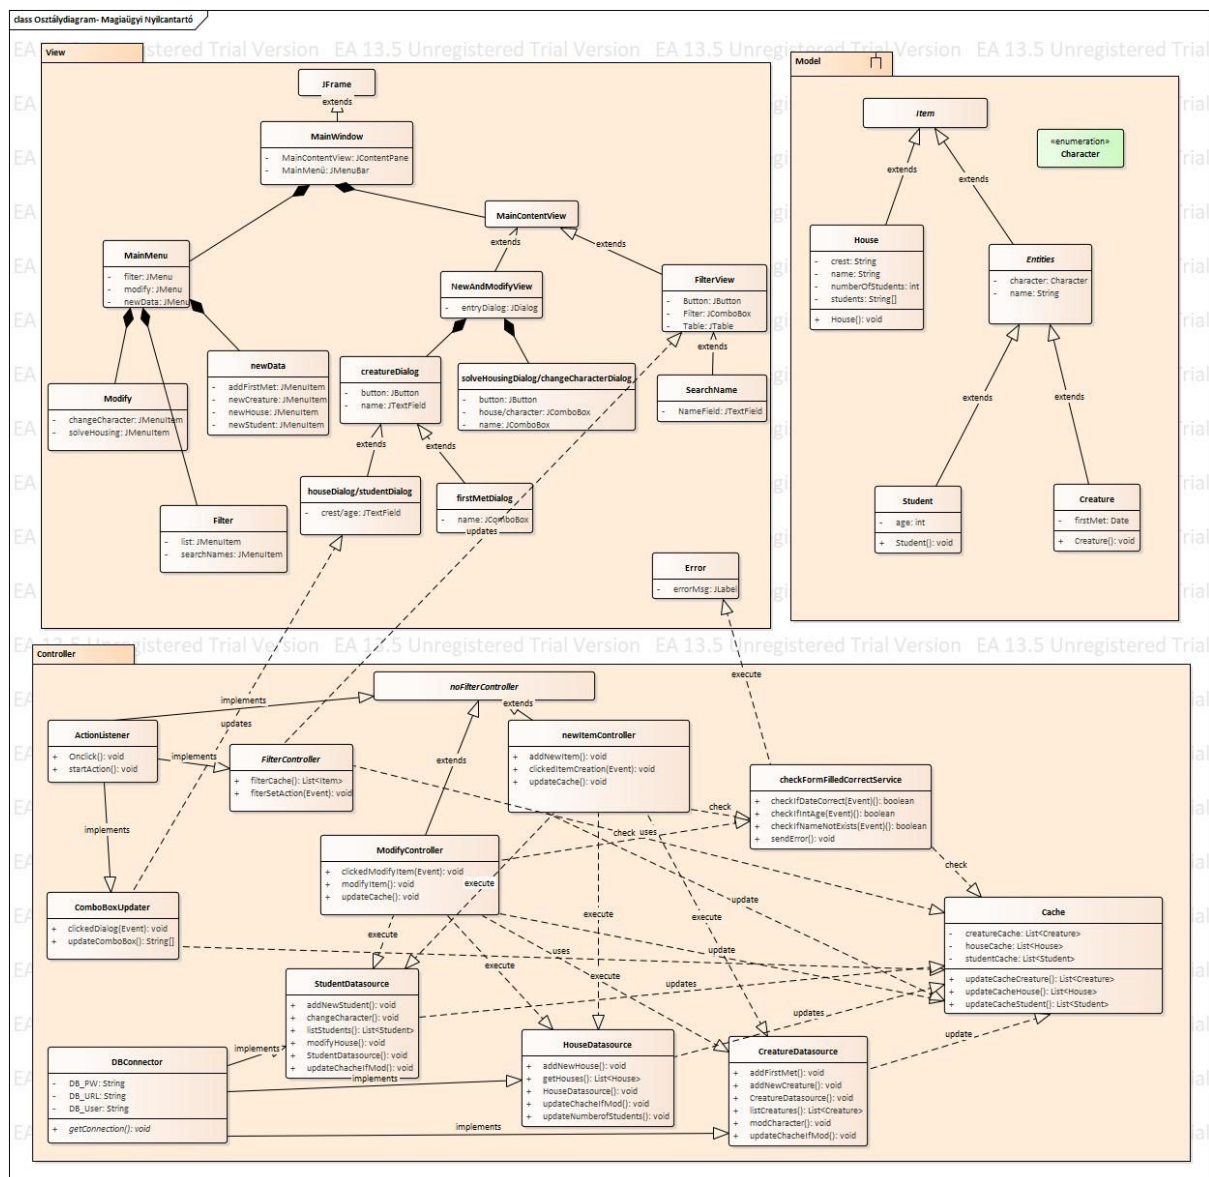 class Osztálydiagram- Magiaügyi Nyilcantartó
EA 13.5 Unregistered Trial Version EA 13.5 Unregistered Trial Version EA 13.5 Unregistered Trial
View
JFrame
extends
MainWindow
- MainContentView: JContentPane
- MainMenü: JMenuBar
MainContentView
extends
extends
MainMenu
- filter: JMenu
- modify: JMenu
- newData: JMenu
NewAndModifyView
- entryDialog: JDialog
FilterView
- Button: JButton
- Filter: JComboBox
- Table: JTable
extends
SearchName
- NameField: JTextField
newData
- addFirstMet: JMenuItem
- newCreature: JMenuItem
- newHouse: JMenuItem
- newStudent: JMenuItem
creatureDialog
- button: JButton
- name: JTextField
solveHousingDialog/changeCharacterDialog
- button: JButton
- house/character: JComboBox
- name: JComboBox
Modify
- changeCharacter: JMenuItem
- solveHousing: JMenuItem
extends
extends
houseDialog/studentDialog
- crest/age: JTextField
firstMetDialog
- name: JComboBox
updates
Filter
- list: JMenuItem
- searchNames: JMenuItem
Error
- errorMsg: JLabel
Model
Item
«enumeration»
Character
extends
extends
House
- crest: String
- name: String
- numberOfStudents: int
- students: String[]
+ House(): void
Entities
- character: Character
- name: String
extends
extends
Student
- age: int
+ Student(): void
Creature
- firstMet: Date
+ Creature(): void
EA 13.5 Unregistered Trial Version EA 13.5 Unregistered Trial Version EA 13.5 Unregistered Trial
Controller
noFilterController
implements
extends
execute
updates
ActionListener
+ Onclick(): void
+ startAction(): void
implements
FilterController
+ filterCache(): List<Item>
+ fiterSetAction(Event): void
extends
newItemController
+ addNewItem(): void
+ clickedItemCreation(Event): void
+ updateCache(): void
checkFormFilledCorrectService
+ checkIfDateCorrect(Event)(): boolean
+ checkIfIntAge(Event)(): boolean
+ checkIfNameNotExists(Event)(): boolean
+ sendError(): void
check
check
uses
implements
ModifyController
+ clickedModifyItem(Event): void
+ modifyItem(): void
+ updateCache(): void
execute
check
ComboBoxUpdater
+ clickedDialog(Event): void
+ updateComboBox(): String[]
update
Cache
- creatureCache: List<Creature>
- houseCache: List<House>
- studentCache: List<Student>
+ updateCacheCreature(): List<Creature>
+ updateCacheHouse(): List<House>
+ updateCacheStudent(): List<Student>
execute
execute
execute
uses
update
execute
execute
updates
StudentDatasource
+ addNewStudent(): void
+ changeCharacter(): void
+ listStudents(): List<Student>
+ modifyHouse(): void
+ StudentDatasource(): void
+ updateChacheIfMod(): void
updates
update
HouseDatasource
+ addNewHouse(): void
+ getHouses(): List<House>
+ HouseDatasource(): void
+ updateChacheIfMod(): void
+ updateNumberofStudents(): void
CreatureDatasource
+ addFirstMet(): void
+ addNewCreature(): void
+ CreatureDatasource(): void
+ listCreatures(): List<Creature>
+ modCharacter(): void
+ updateChacheIfMod(): void
DBConnector
- DB_PW: String
- DB_URL: String
- DB_User: String
+ getConnection(): void
implements
implements
implements